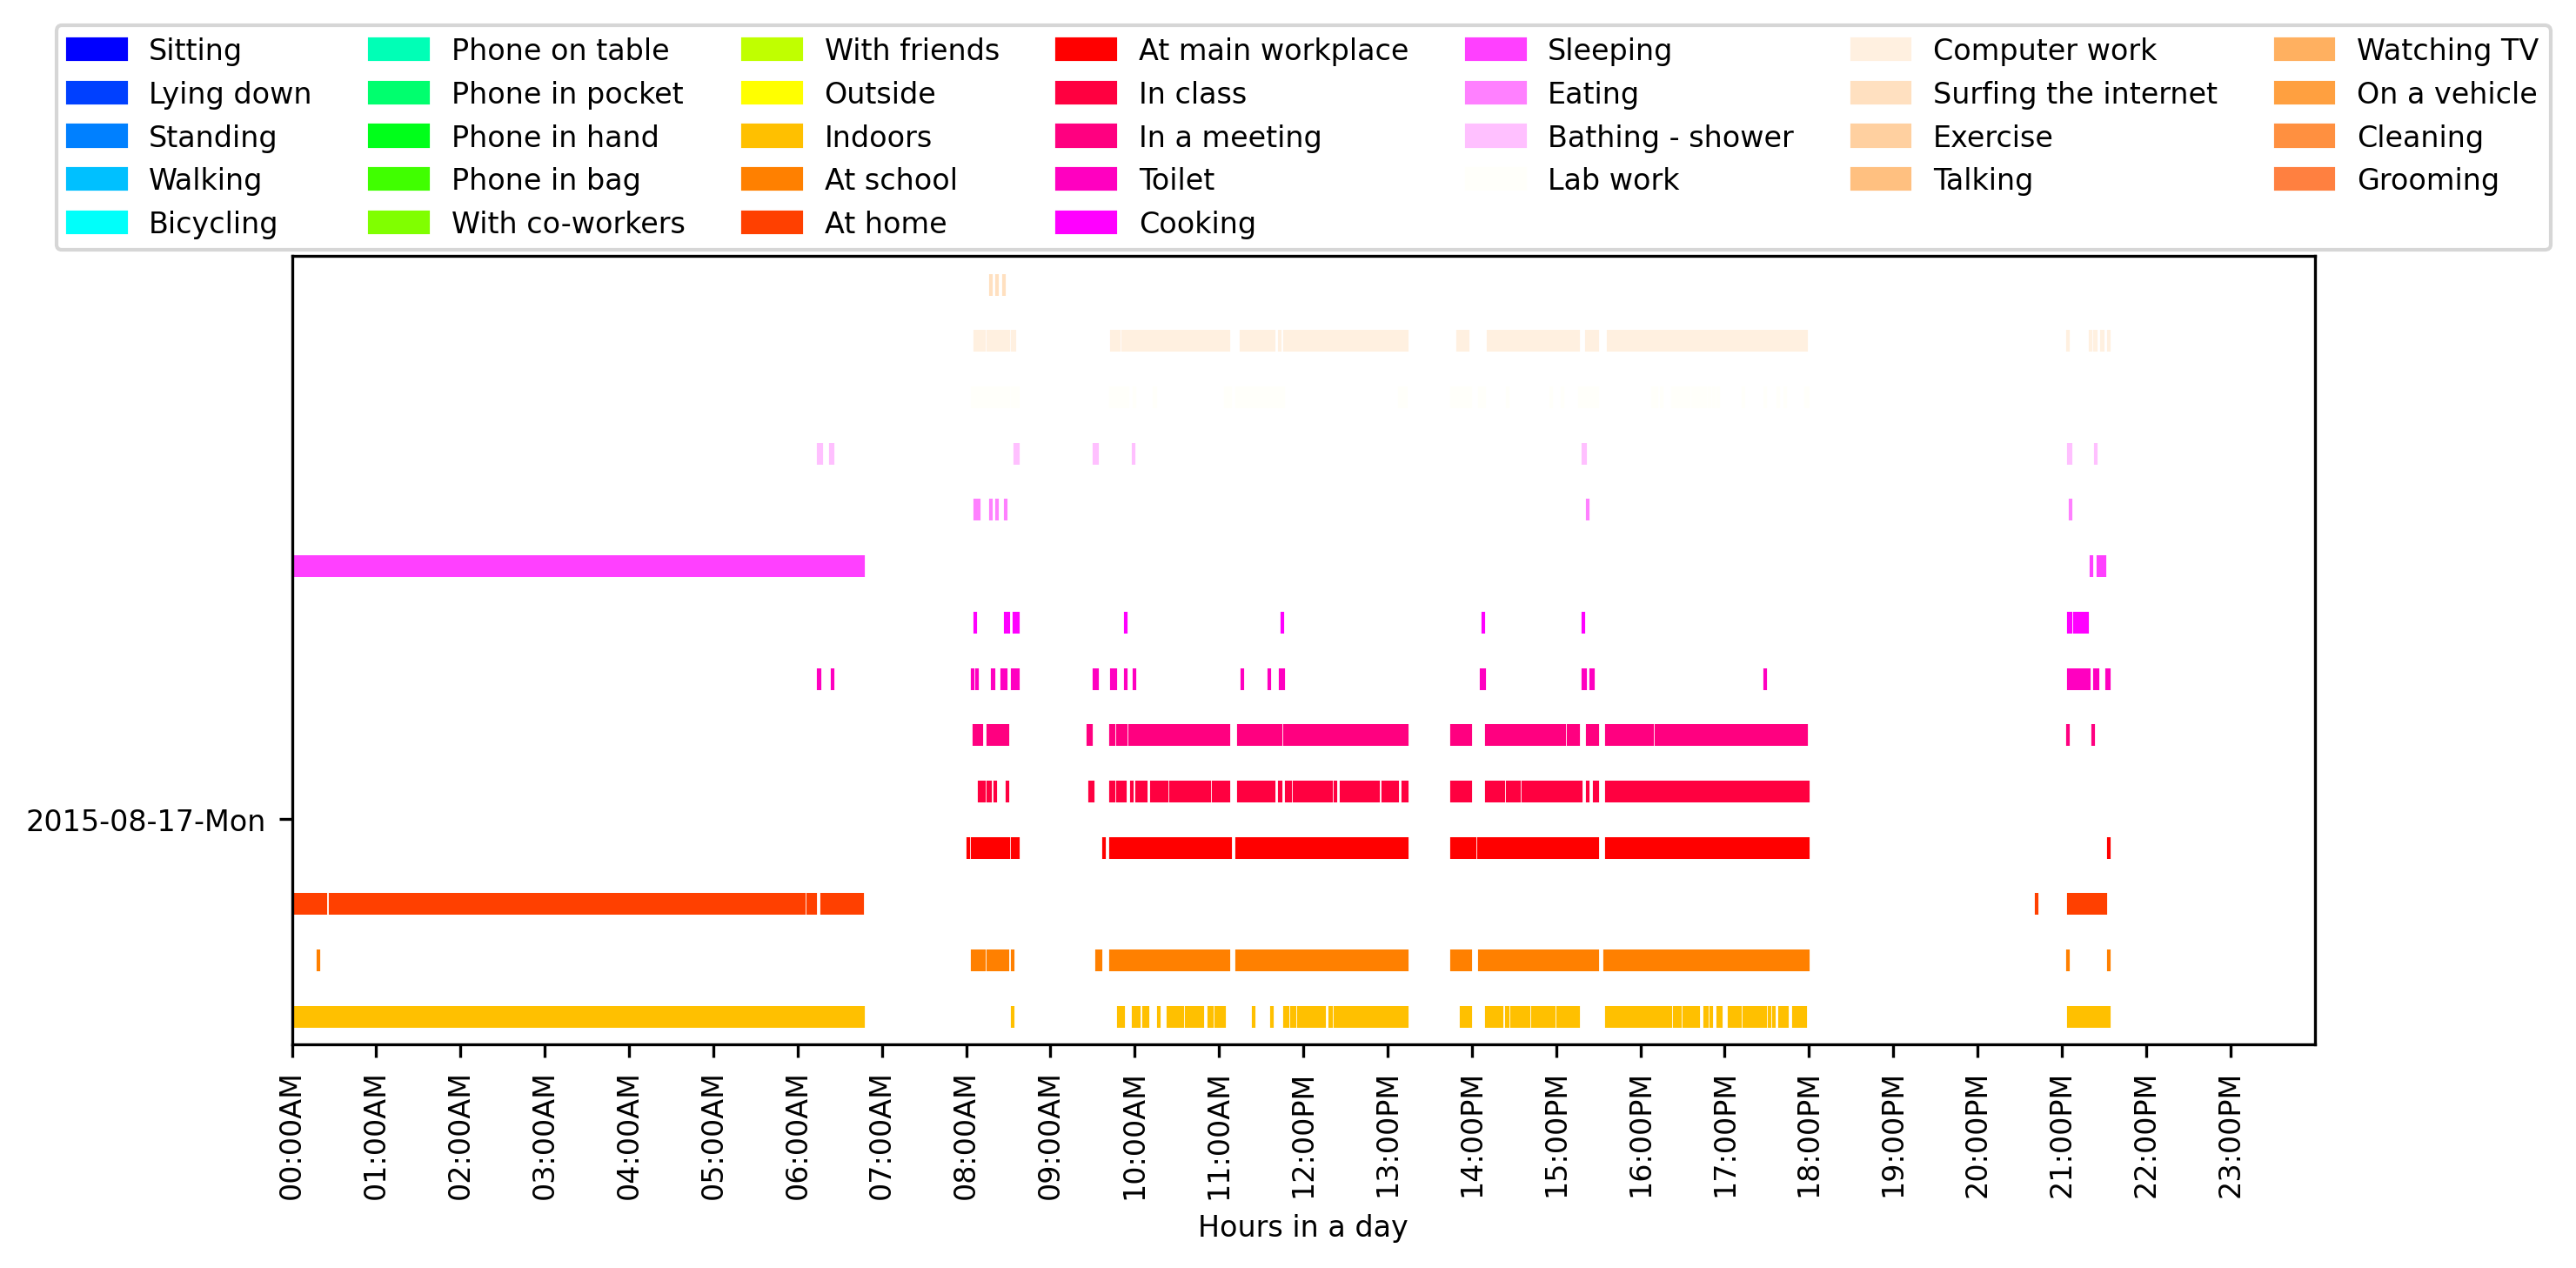 Sitting Phone on table With friends At main workplace Sleeping Computer work Watching TV
Lying down Phone in pocket Outside In class Eating Surfing the internet On a vehicle
Standing Phone in hand Indoors In a meeting Bathing - shower Exercise Cleaning
Walking Phone in bag At school Toilet Lab work Talking Grooming
Bicycling With co-workers At home Cooking
2015-08-17-Mon
00:00AM
01:00AM
02:00AM
03:00AM
04:00AM
05:00AM
06:00AM
07:00AM
08:00AM
09:00AM
10:00AM
11:00AM
12:00PM
13:00PM
14:00PM
15:00PM
16:00PM
17:00PM
18:00PM
19:00PM
20:00PM
21:00PM
22:00PM
23:00PM
Hours in a day